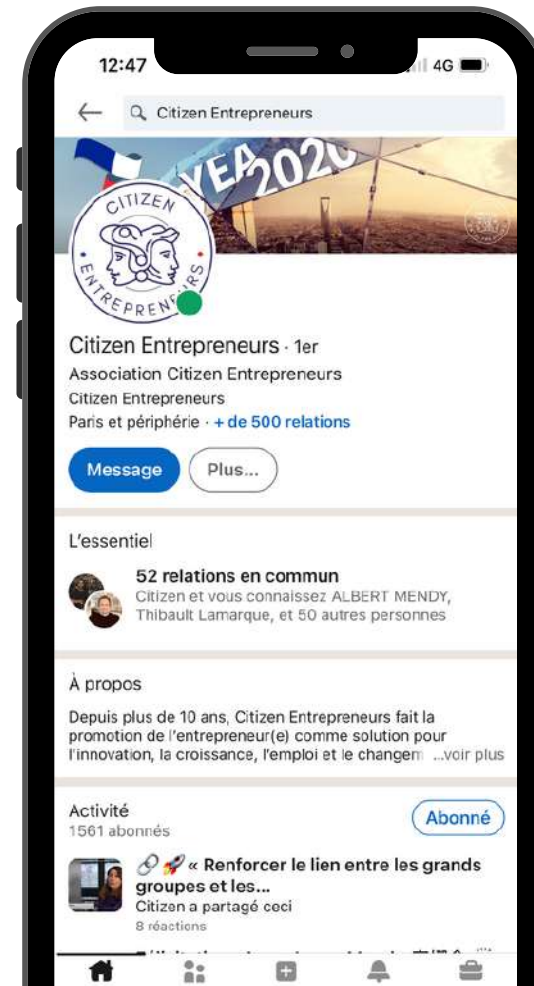 12:47
4G
Citizen Entrepreneurs
YEA 2020
CITIZEN
ENTREPRENEURS
Citizen Entrepreneurs · 1er
Association Citizen Entrepreneurs
Citizen Entrepreneurs
Paris et périphérie · + de 500 relations
Message
Plus...
L'essentiel
52 relations en commun
Citizen et vous connaissez ALBERT MENDY,
Thibault Lamarque, et 50 autres personnes
À propos
Depuis plus de 10 ans, Citizen Entrepreneurs fait la
promotion de l'entrepreneur(e) comme solution pour
l'innovation, la croissance, l'emploi et le changem ...voir plus
Activité
Abonné
1561 abonnés
🔗 🚀 « Renforcer le lien entre les grands
groupes et les...
Citizen a partagé ceci
8 réactions